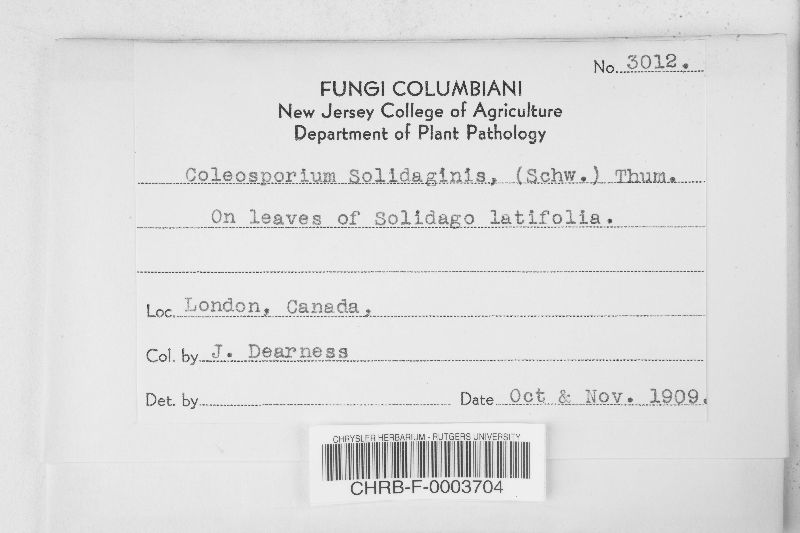 No. 3012.
FUNGI COLUMBIANI
New Jersey College of Agriculture
Department of Plant Pathology
Coleosporium Solidaginis, (Schw.) Thum.
On leaves of Solidago latifolia.
Loc. London, Canada,
Col. by J. Dearness
Det. by
Date Oct & Nov. 1909.
CHRYSLER HERBARIUM - RUTGERS UNIVERSITY
CHRB-F-0003704